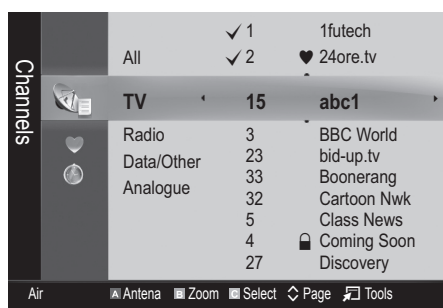 Channels
✓ 1 1futech
All ✓ 2 ♥ 24ore.tv
TV 15 abc1
Radio 3 BBC World
Data/Other 23 bid-up.tv
Analogue 33 Boonerang
32 Cartoon Nwk
5 Class News
4 Coming Soon
27 Discovery
Air A Antena B Zoom C Select Page Tools